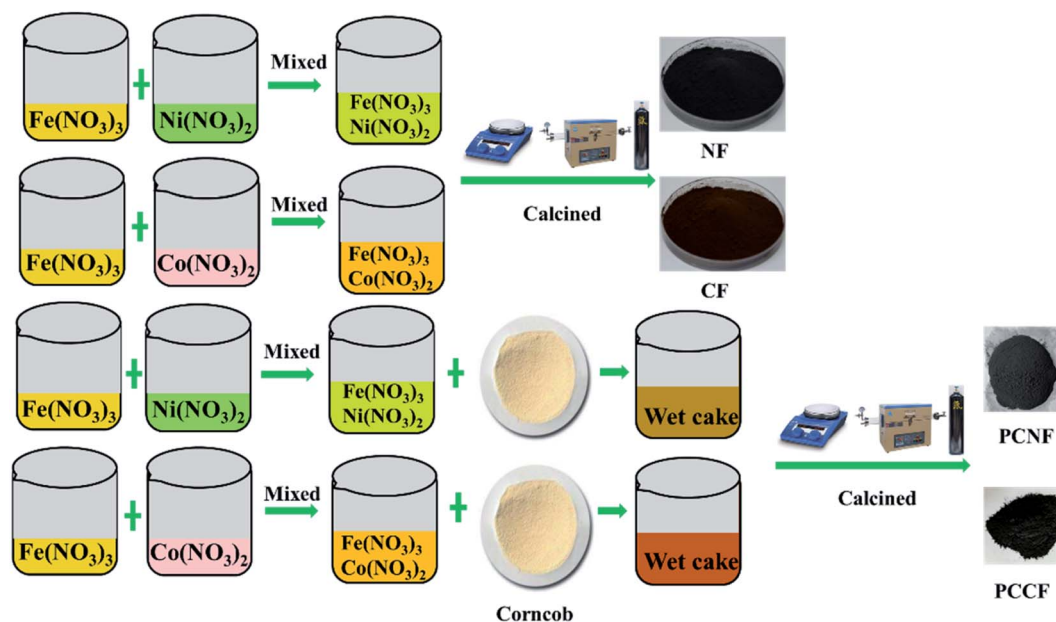 Mixed
Fe(NO₃)₃
Ni(NO₃)₂
Fe(NO₃)₃
Ni(NO₃)₂
NF
Mixed
Calcined
Fe(NO₃)₃
Co(NO₃)₂
Fe(NO₃)₃
Co(NO₃)₂
CF
Mixed
Fe(NO₃)₃
Ni(NO₃)₂
Fe(NO₃)₃
Ni(NO₃)₂
Wet cake
PCNF
Mixed
Calcined
Fe(NO₃)₃
Co(NO₃)₂
Fe(NO₃)₃
Co(NO₃)₂
Wet cake
PCCF
Corncob